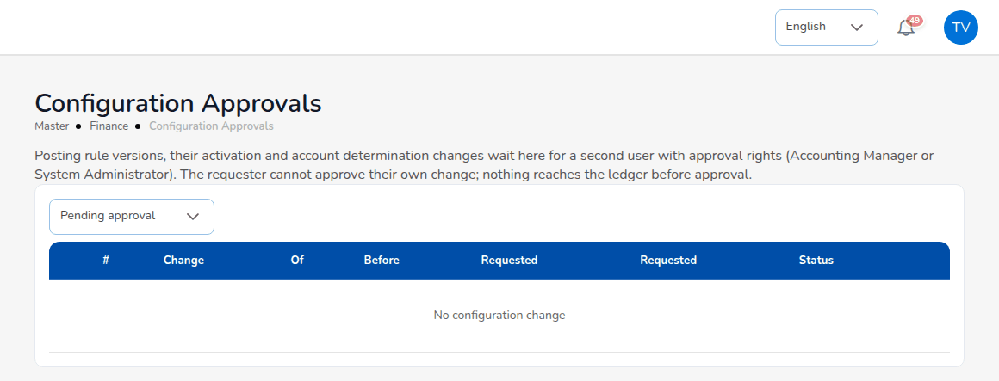 English
49
TV
Configuration Approvals
Master • Finance • Configuration Approvals
Posting rule versions, their activation and account determination changes wait here for a second user with approval rights (Accounting Manager or
System Administrator). The requester cannot approve their own change; nothing reaches the ledger before approval.
Pending approval
# Change Of Before Requested Requested Status
No configuration change